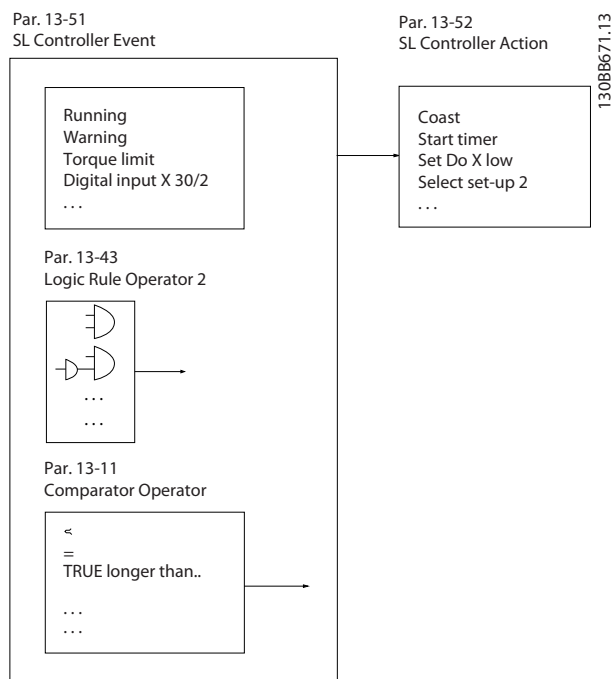 Par. 13-51
SL Controller Event
Par. 13-52
SL Controller Action
130BB671.13
Running
Warning
Torque limit
Digital input X 30/2
. . .
Coast
Start timer
Set Do X low
Select set-up 2
. . .
Par. 13-43
Logic Rule Operator 2
. . .
. . .
Par. 13-11
Comparator Operator
<
=
TRUE longer than..
. . .
. . .